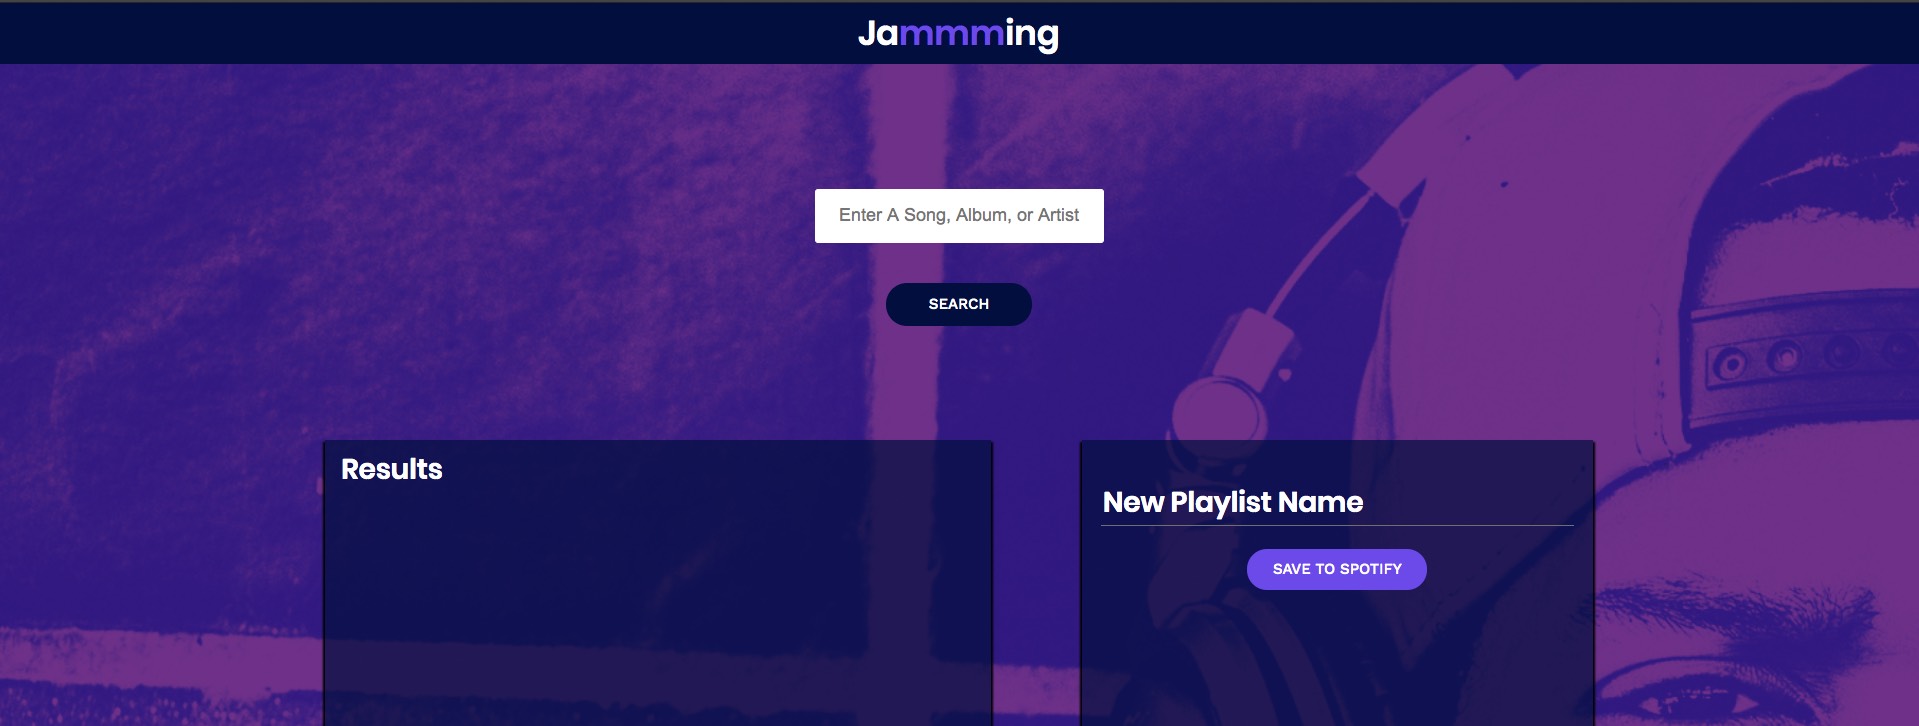 Jammming
Enter A Song, Album, or Artist
SEARCH
Results
New Playlist Name
SAVE TO SPOTIFY